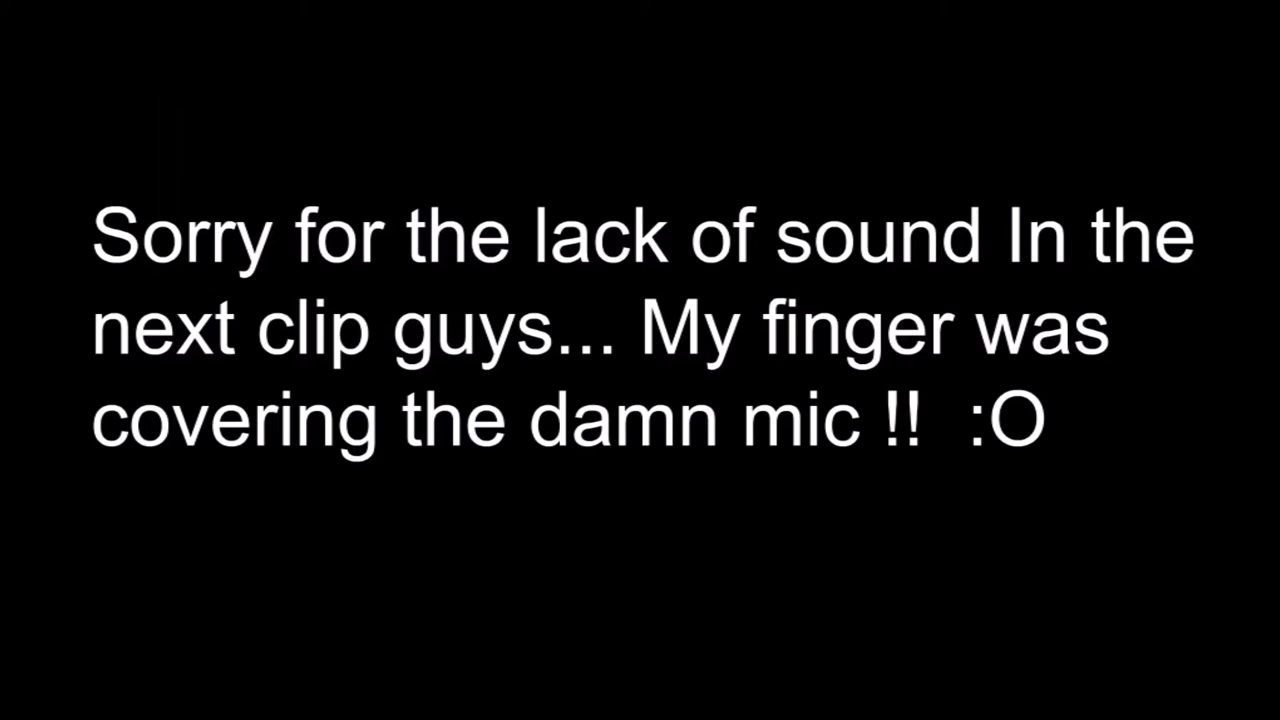 Sorry for the lack of sound In the
next clip guys... My finger was
covering the damn mic !!  :O